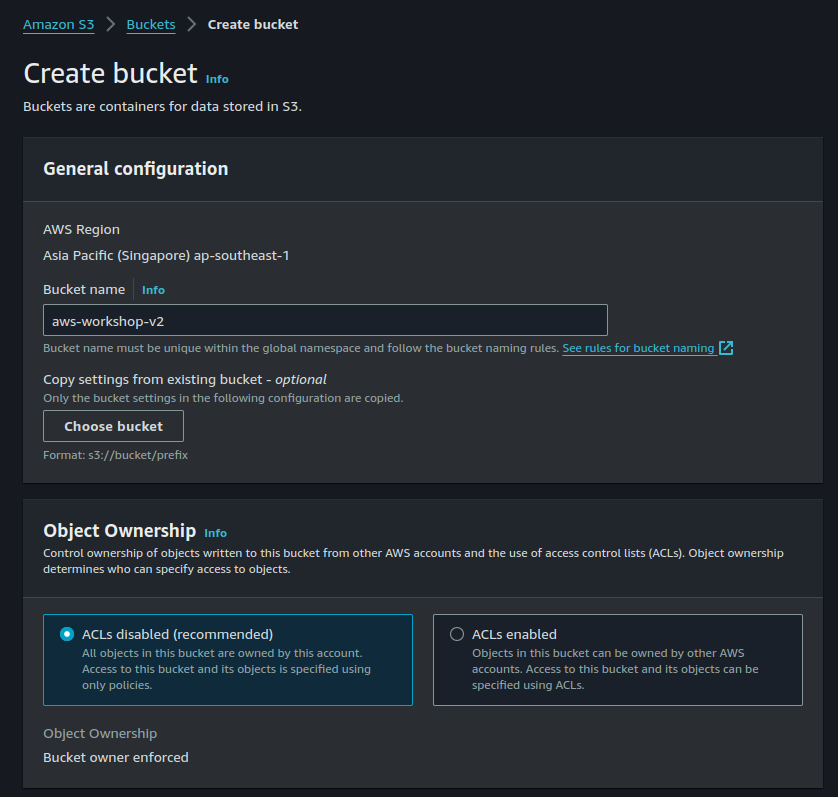 Amazon S3 > Buckets > Create bucket
Create bucket Info
Buckets are containers for data stored in S3.
General configuration
AWS Region
Asia Pacific (Singapore) ap-southeast-1
Bucket name Info
aws-workshop-v2
Bucket name must be unique within the global namespace and follow the bucket naming rules. See rules for bucket naming
Copy settings from existing bucket - optional
Only the bucket settings in the following configuration are copied.
Choose bucket
Format: s3://bucket/prefix
Object Ownership Info
Control ownership of objects written to this bucket from other AWS accounts and the use of access control lists (ACLs). Object ownership
determines who can specify access to objects.
ACLs disabled (recommended)
All objects in this bucket are owned by this account.
Access to this bucket and its objects is specified using
only policies.
ACLs enabled
Objects in this bucket can be owned by other AWS
accounts. Access to this bucket and its objects can be
specified using ACLs.
Object Ownership
Bucket owner enforced